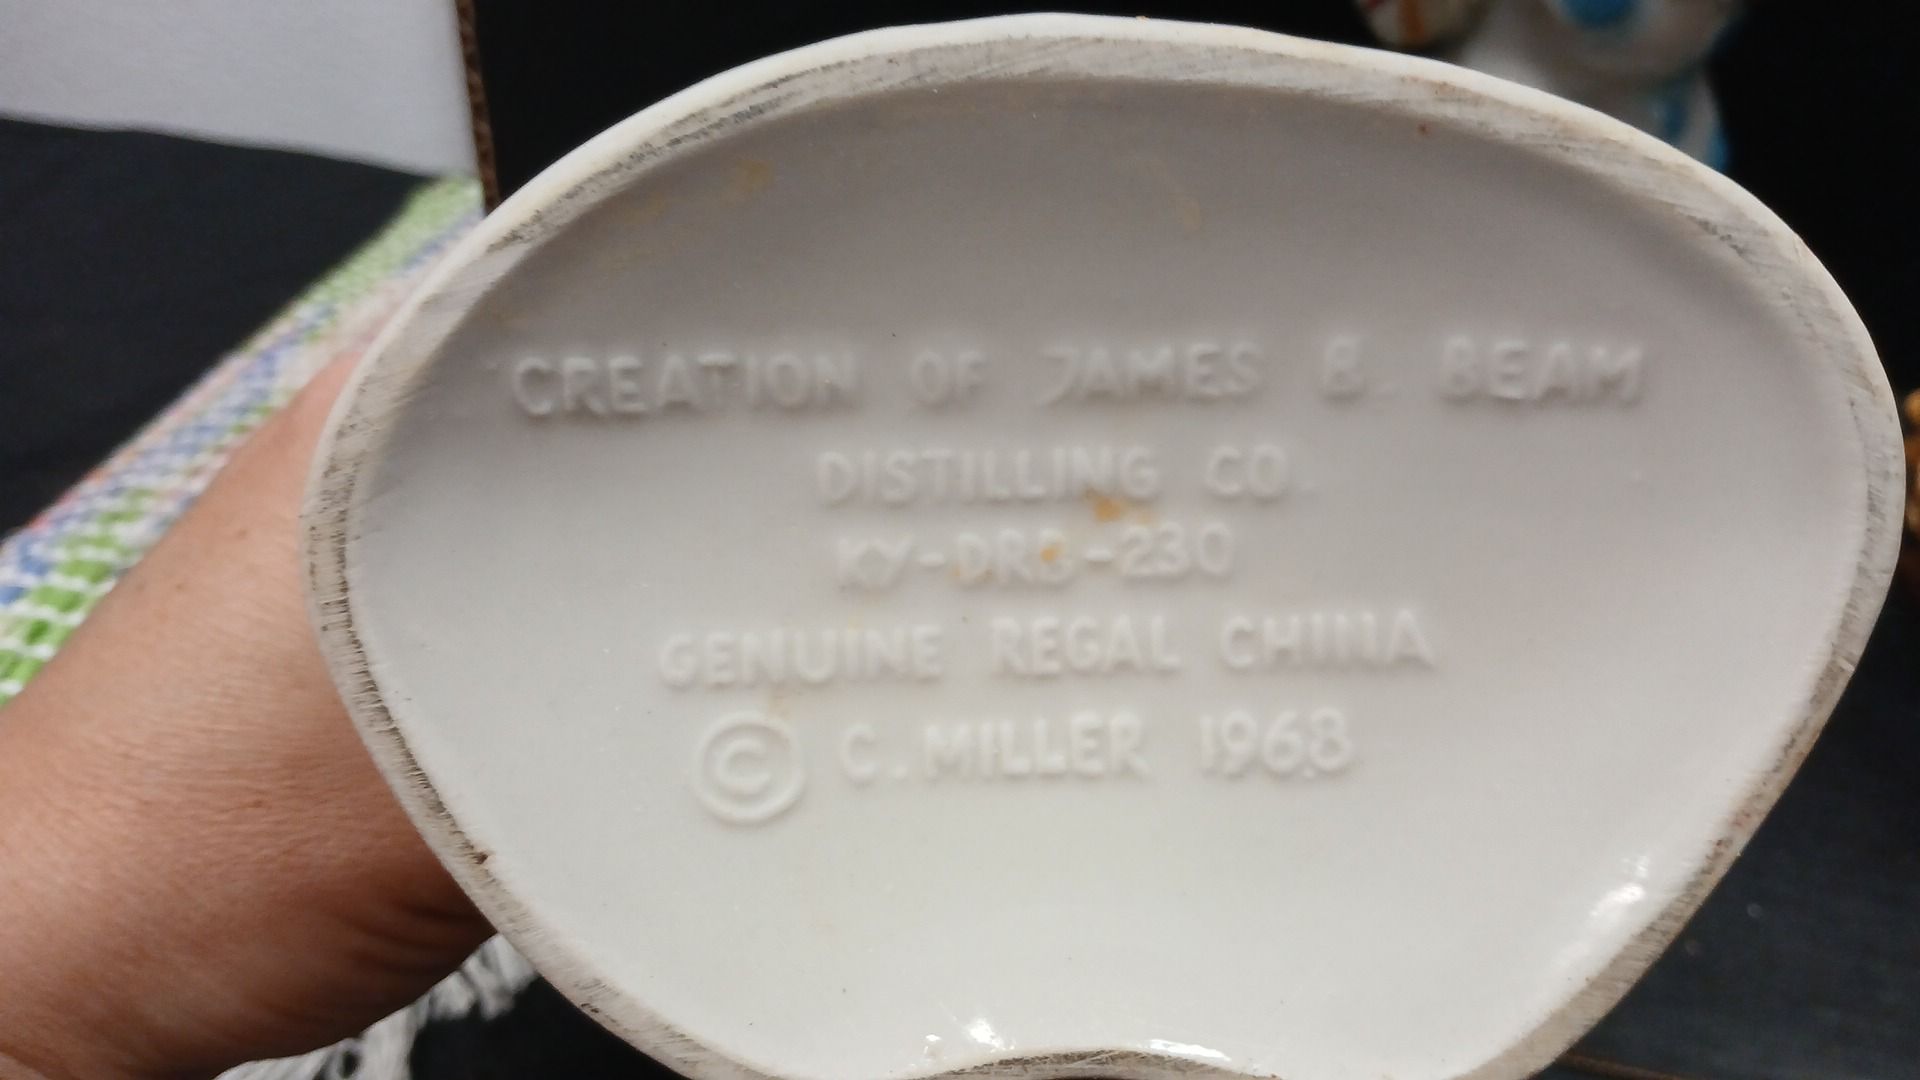 CREATION OF JAMES B. BEAM
DISTILLING CO.
KY-DRB-230
GENUINE REGAL CHINA
© C. MILLER 1968